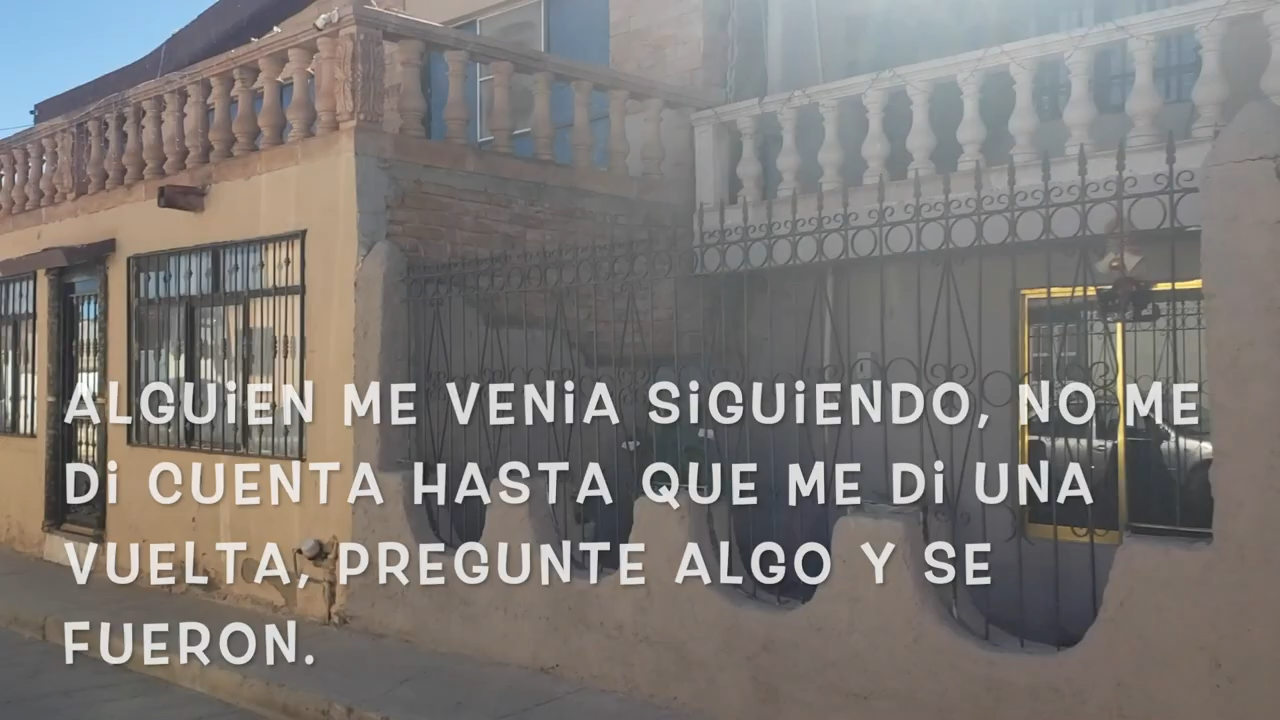 ALGUiEN ME VENiA SiGUiENDO, NO ME
Di CUENTA HASTA QUE ME Di UNA
VUELTA, PREGUNTE ALGO Y SE
FUERON.